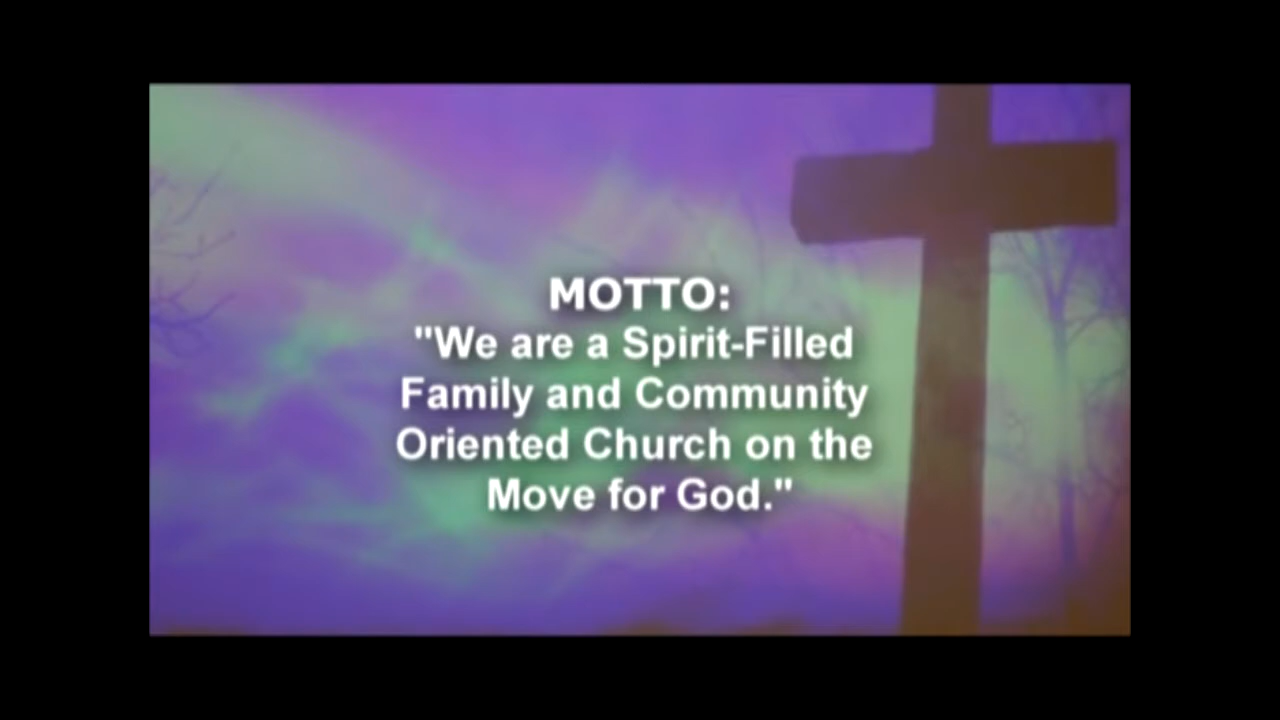 MOTTO:
"We are a Spirit-Filled
Family and Community
Oriented Church on the
Move for God."